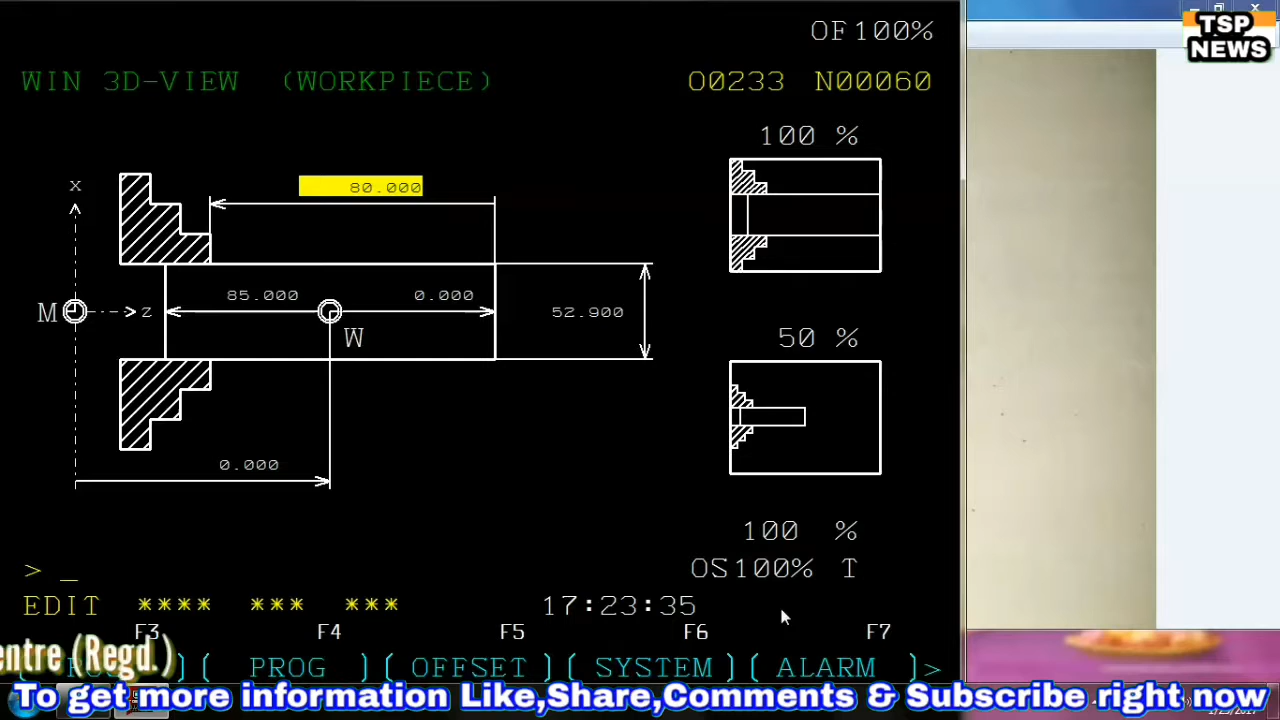 OF100%
TSP
NEWS
WIN 3D-VIEW (WORKPIECE) O0233 N00060
100 %
x
80.000
M z 85.000 0.000 52.900
W
50 %
0.000
100 %
OS100% T
> _
EDIT **** *** *** 17:23:35
F3 F4 F5 F6 F7
entre (Regd.)
( PROG ) ( OFFSET ) ( SYSTEM ) ( ALARM ) >
To get more information Like,Share,Comments & Subscribe right now